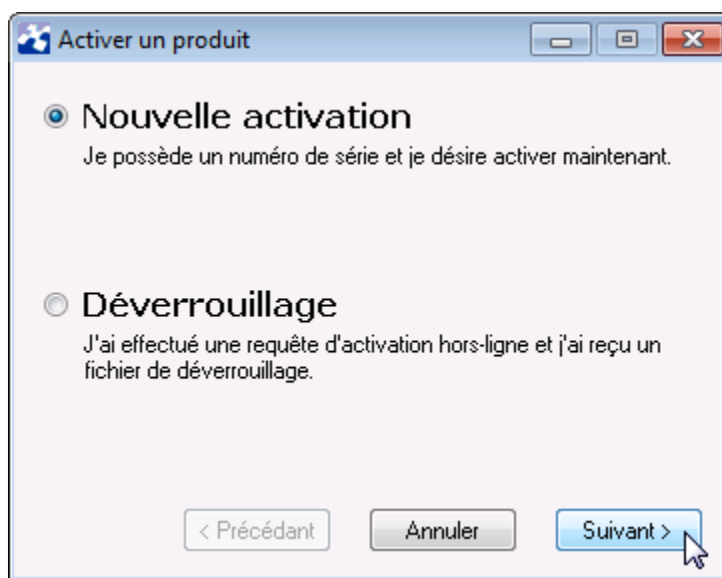 Activer un produit
Nouvelle activation
Je possède un numéro de série et je désire activer maintenant.
Déverrouillage
J'ai effectué une requête d'activation hors-ligne et j'ai reçu un
fichier de déverrouillage.
< Précédant
Annuler
Suivant >